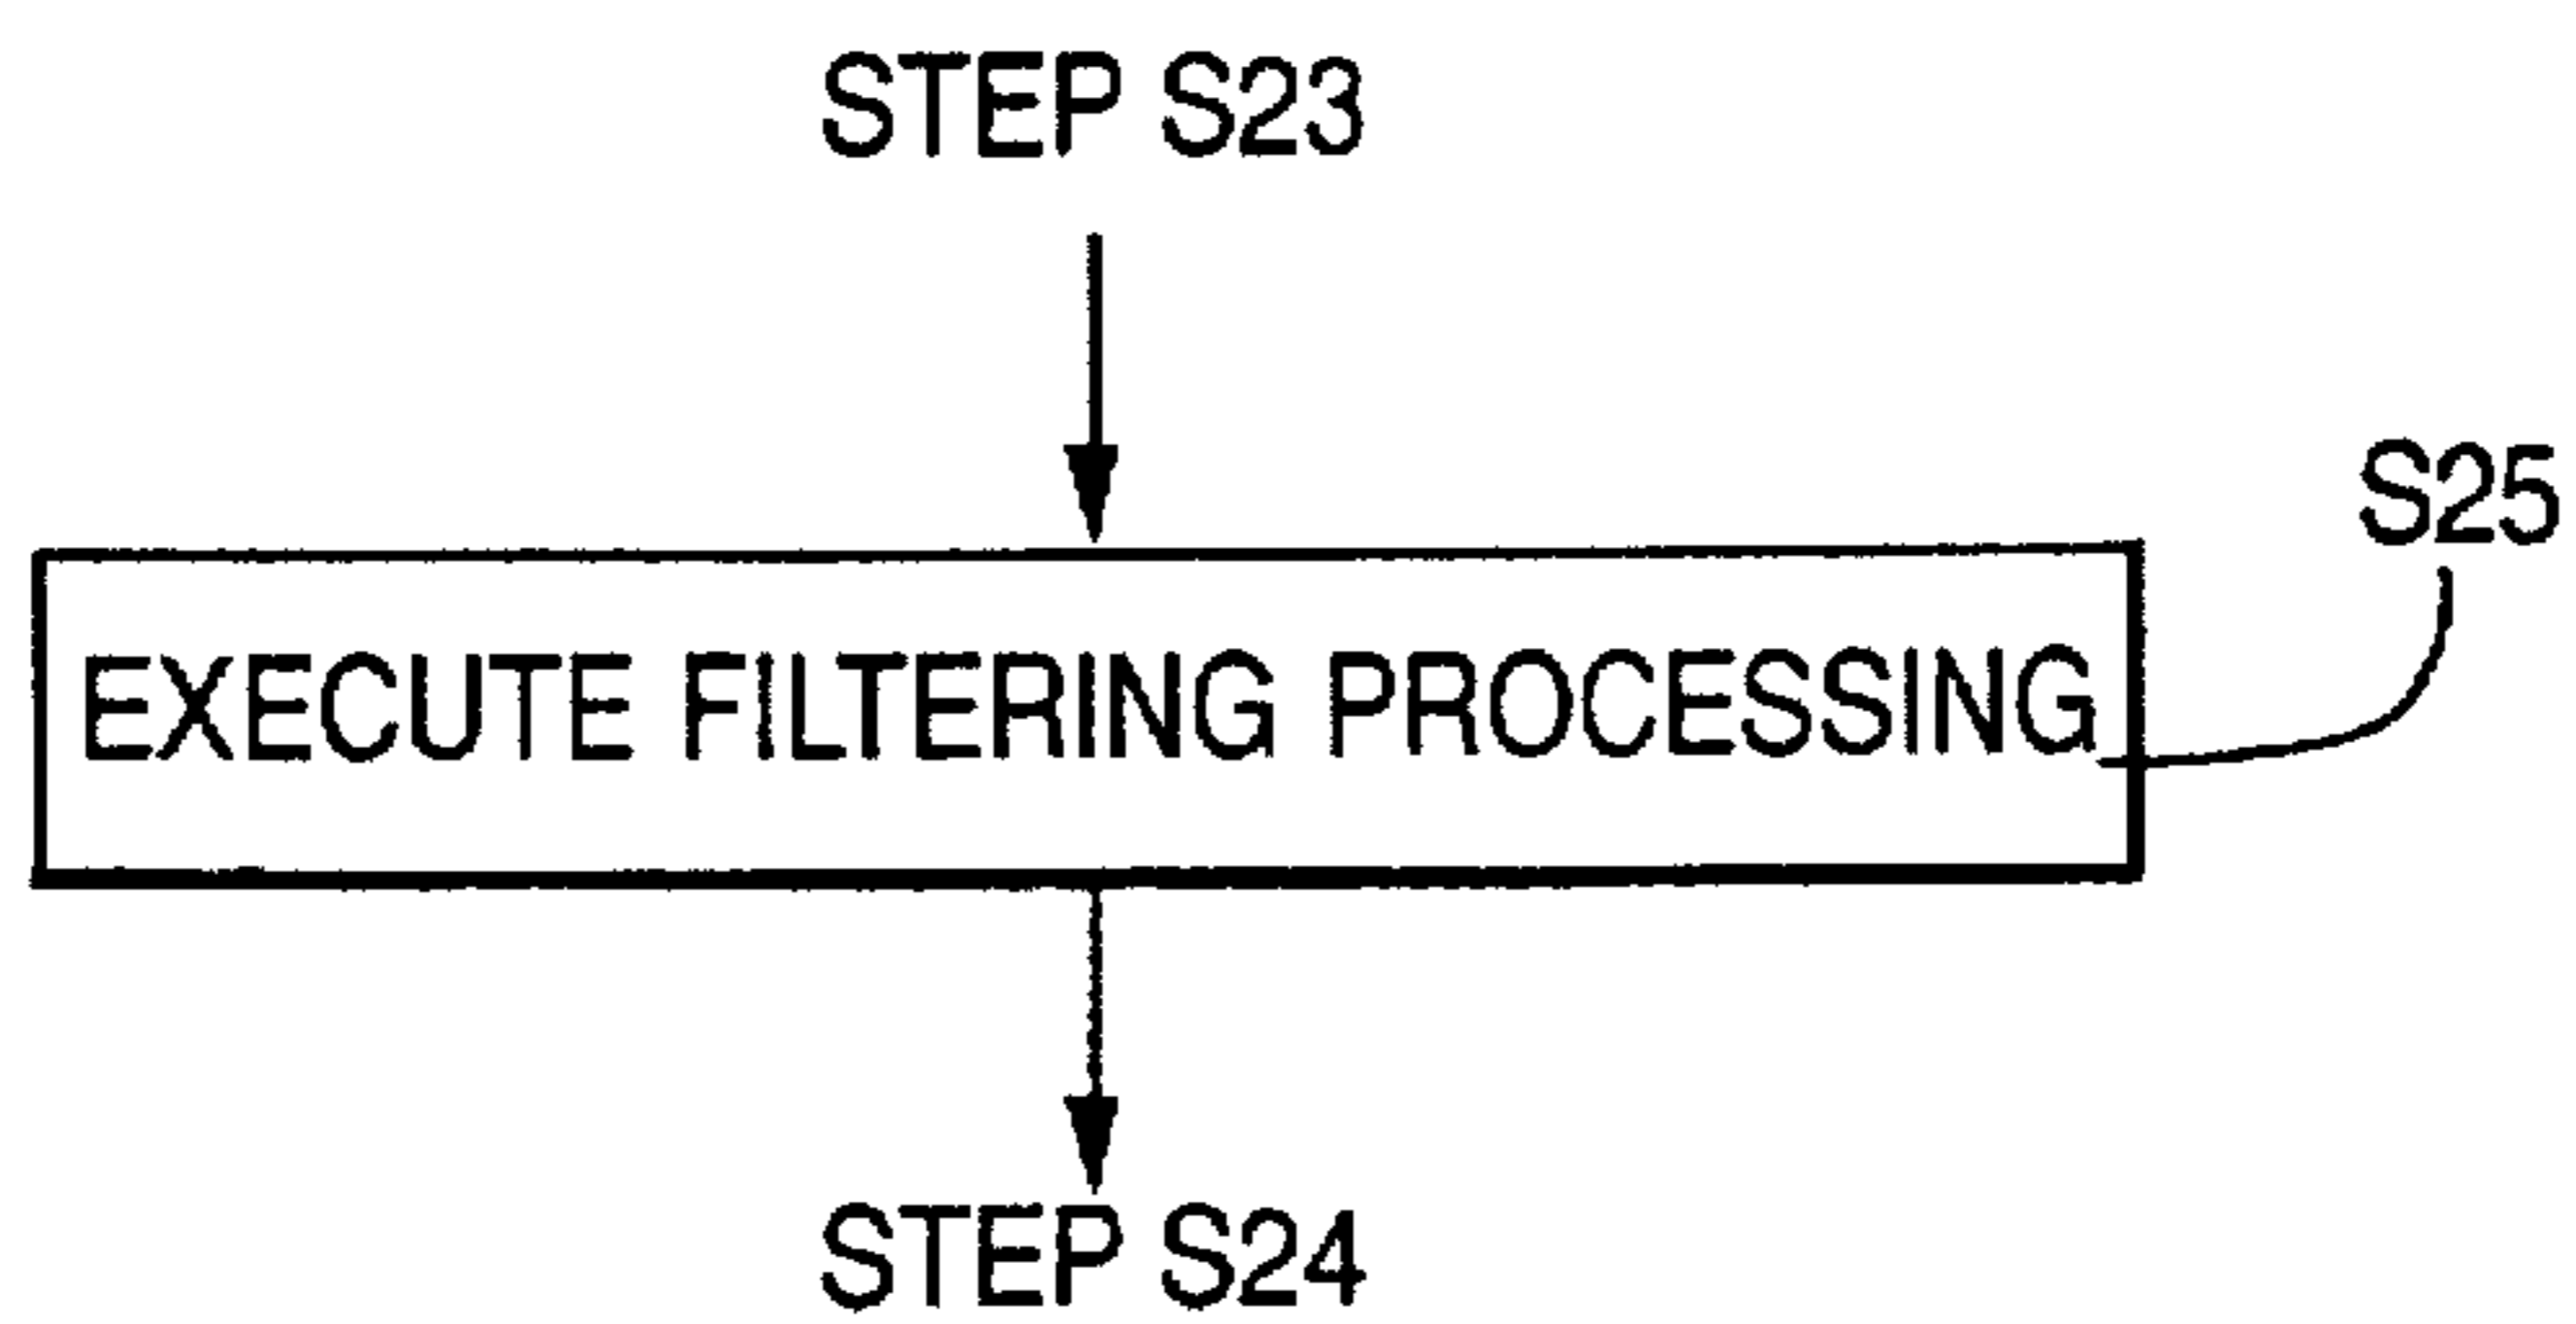 STEP S23
S25
EXECUTE FILTERING PROCESSING
STEP S24